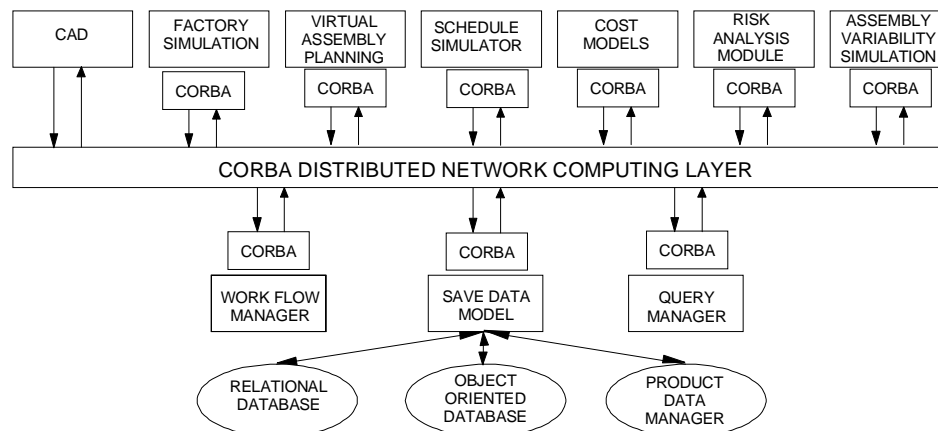 CAD
FACTORY
SIMULATION
VIRTUAL
ASSEMBLY
PLANNING
SCHEDULE
SIMULATOR
COST
MODELS
RISK
ANALYSIS
MODULE
ASSEMBLY
VARIABILITY
SIMULATION
CORBA
CORBA
CORBA
CORBA
CORBA
CORBA
CORBA DISTRIBUTED NETWORK COMPUTING LAYER
CORBA
CORBA
CORBA
WORK FLOW
MANAGER
SAVE DATA
MODEL
QUERY
MANAGER
RELATIONAL
DATABASE
OBJECT
ORIENTED
DATABASE
PRODUCT
DATA
MANAGER